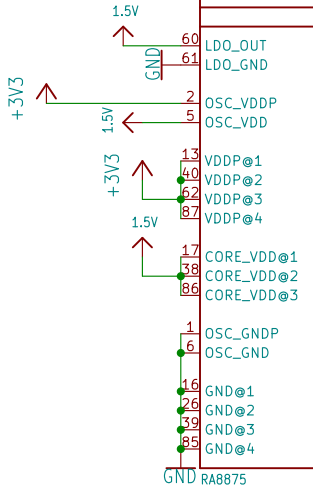 1.5V
60 LDO_OUT
GND 61 LDO_GND
+3V3 2 OSC_VDDP
1.5V 5 OSC_VDD
13 VDDP@1
+3V3 40 VDDP@2
62 VDDP@3
87 VDDP@4
1.5V
17 CORE_VDD@1
38 CORE_VDD@2
86 CORE_VDD@3
1 OSC_GNDP
6 OSC_GND
16 GND@1
26 GND@2
39 GND@3
85 GND@4
GND RA8875